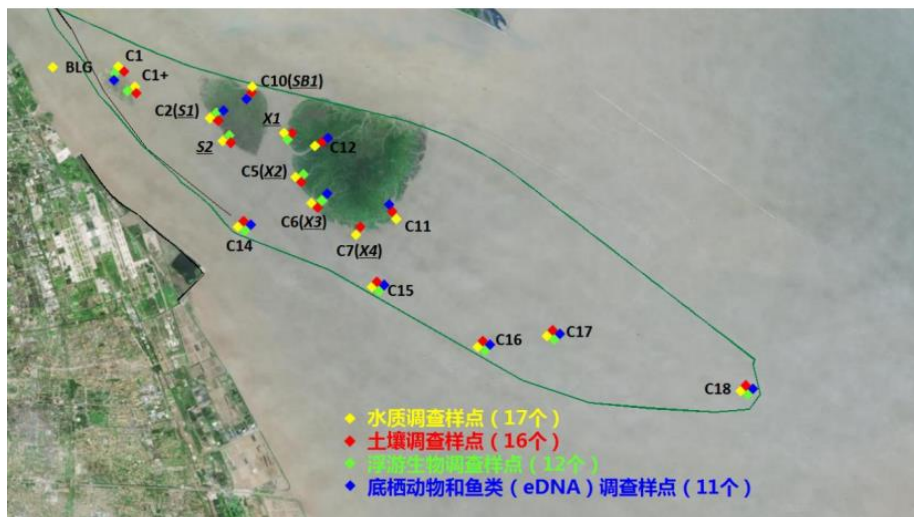 BLG
C1
C1+
C10(SB1)
C2(S1)
X1
S2
C12
C5(X2)
C6(X3)
C11
C7(X4)
C14
C15
C16
C17
C18
水质调查样点（17个）
土壤调查样点（16个）
浮游生物调查样点（12个）
底栖动物和鱼类（eDNA）调查样点（11个）